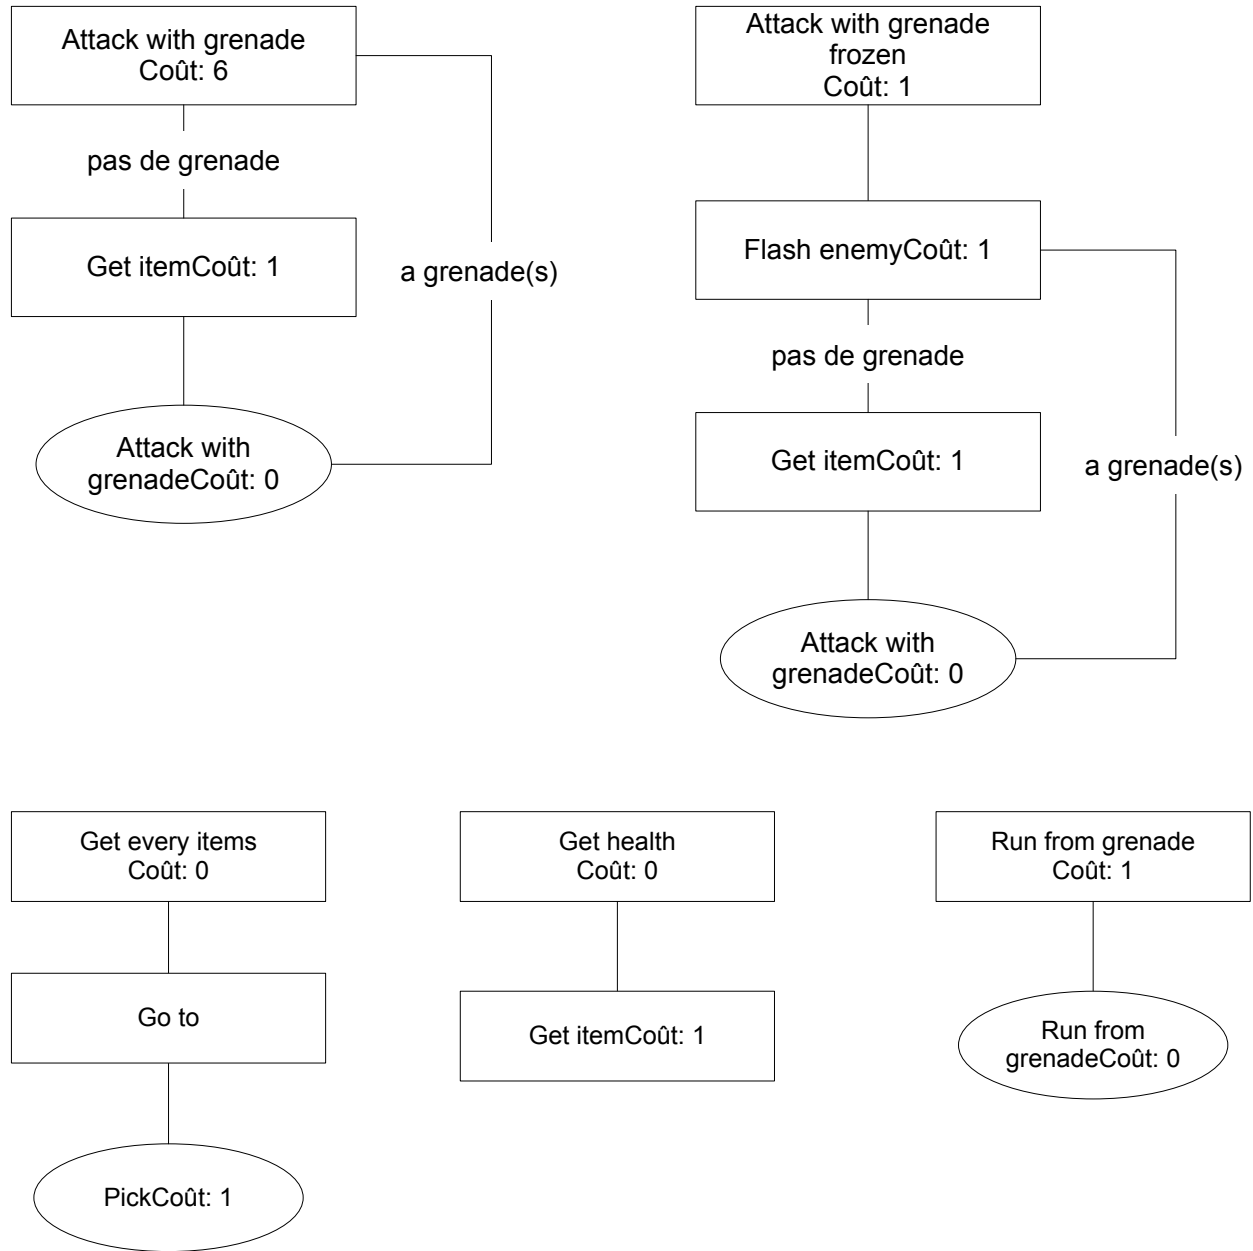 Attack with grenade
Coût: 6
pas de grenade
Get itemCoût: 1
a grenade(s)
Attack with
grenadeCoût: 0
Attack with grenade
frozen
Coût: 1
Flash enemyCoût: 1
pas de grenade
Get itemCoût: 1
a grenade(s)
Attack with
grenadeCoût: 0
Get every items
Coût: 0
Go to
PickCoût: 1
Get health
Coût: 0
Get itemCoût: 1
Run from grenade
Coût: 1
Run from
grenadeCoût: 0